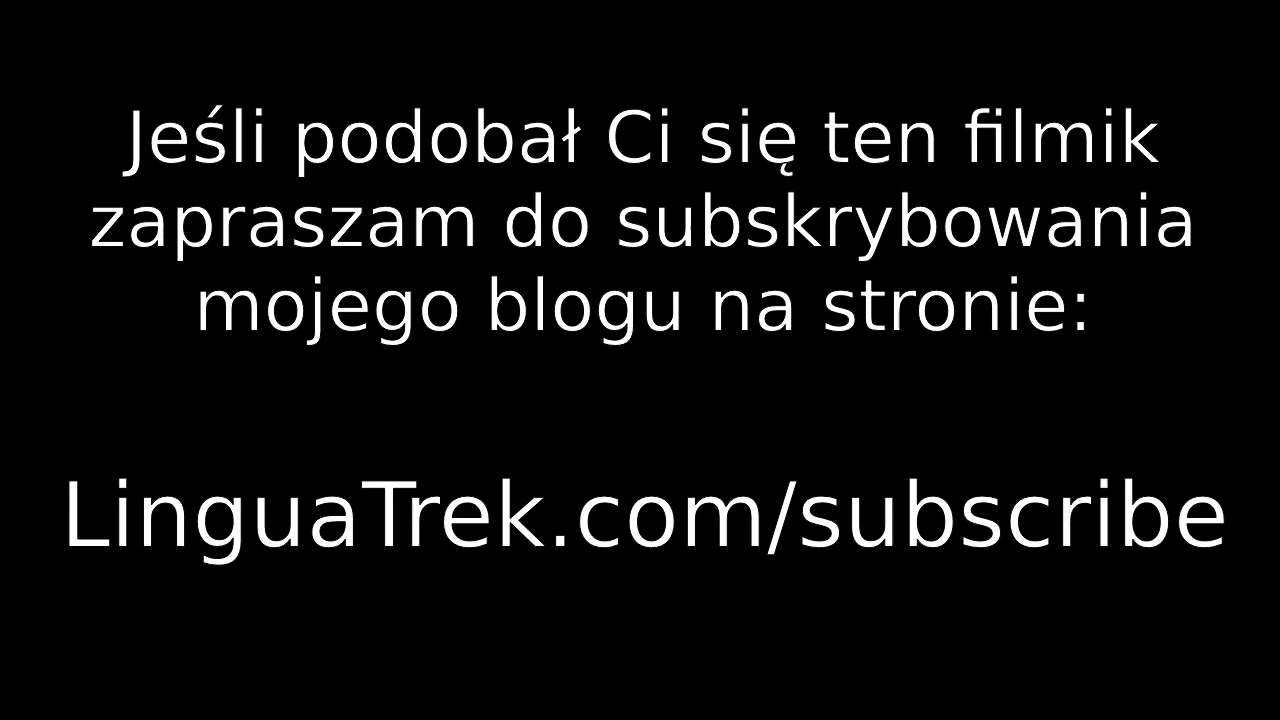 Jeśli podobał Ci się ten filmik
zapraszam do subskrybowania
mojego blogu na stronie:
LinguaTrek.com/subscribe